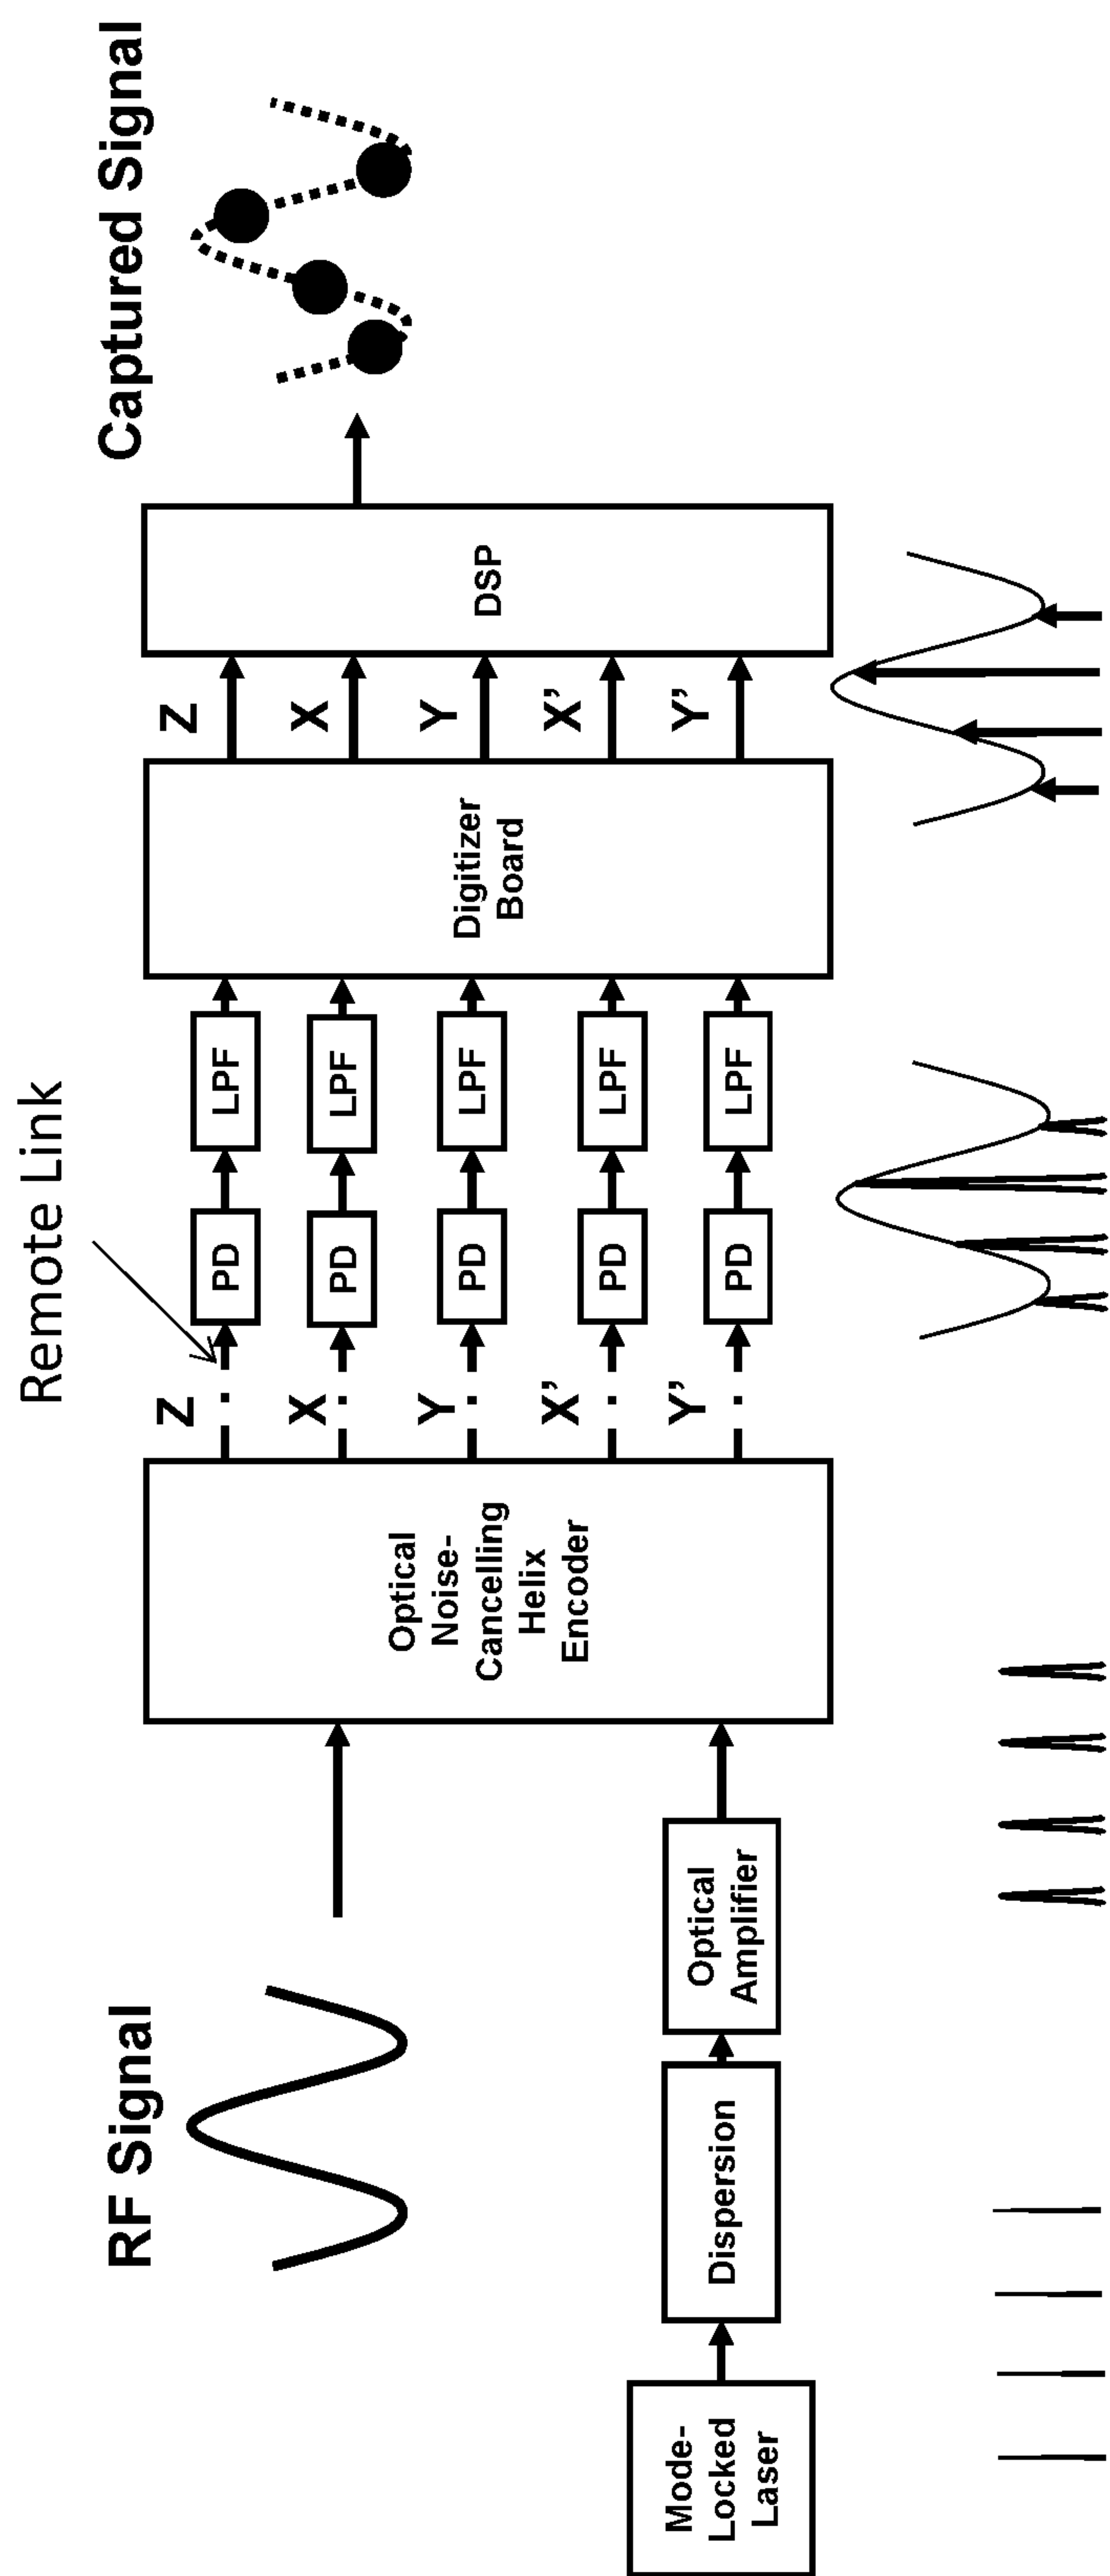 Remote Link
RF Signal
Captured Signal
Z
X
Y
X’
Y’
PD
LPF
PD
LPF
PD
LPF
PD
LPF
PD
LPF
Z
X
Y
X’
Y’
Optical
Noise-
Cancelling
Helix
Encoder
Digitizer
Board
DSP
Mode-
Locked
Laser
Dispersion
Optical
Amplifier